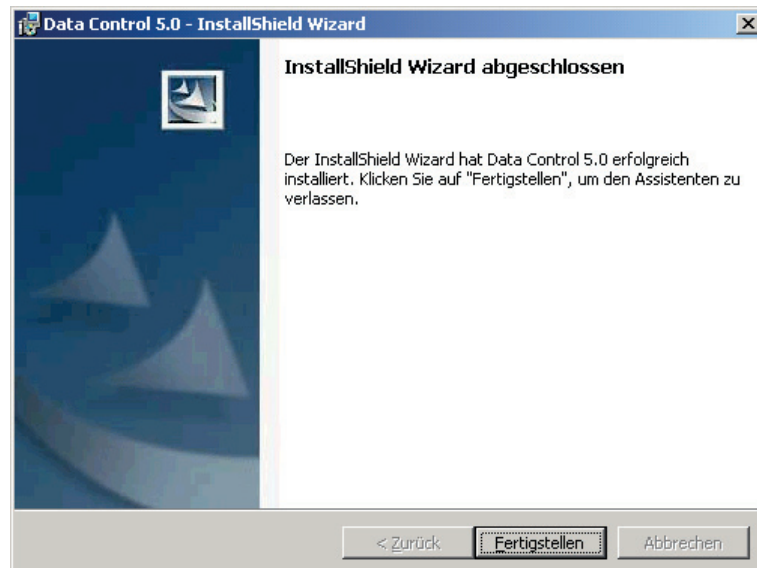 Data Control 5.0 - InstallShield Wizard
InstallShield Wizard abgeschlossen
Der InstallShield Wizard hat Data Control 5.0 erfolgreich
installiert. Klicken Sie auf "Fertigstellen", um den Assistenten zu
verlassen.
< Zurück
Fertigstellen
Abbrechen